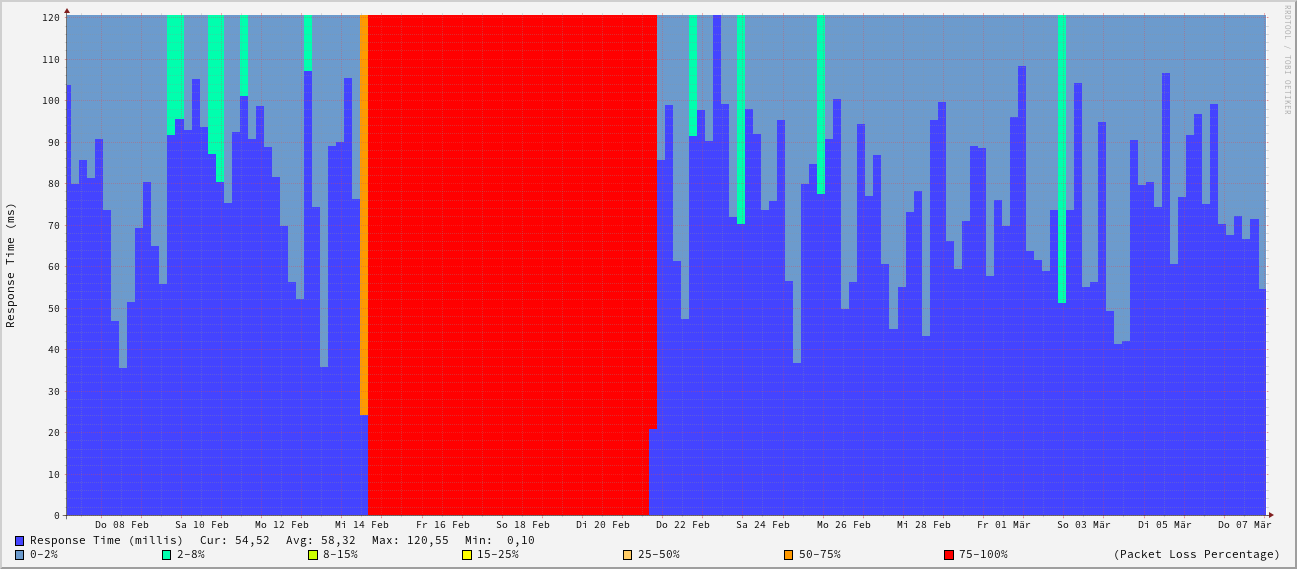 RRDTOOL / TOBI OETIKER
Response Time (ms)
120
110
100
90
80
70
60
50
40
30
20
10
0
Do 08 Feb Sa 10 Feb Mo 12 Feb Mi 14 Feb Fr 16 Feb So 18 Feb Di 20 Feb Do 22 Feb Sa 24 Feb Mo 26 Feb Mi 28 Feb Fr 01 Mär So 03 Mär Di 05 Mär Do 07 Mär
Response Time (millis) Cur: 54,52 Avg: 58,32 Max: 120,55 Min: 0,10
0-2% 2-8% 8-15% 15-25% 25-50% 50-75% 75-100% (Packet Loss Percentage)